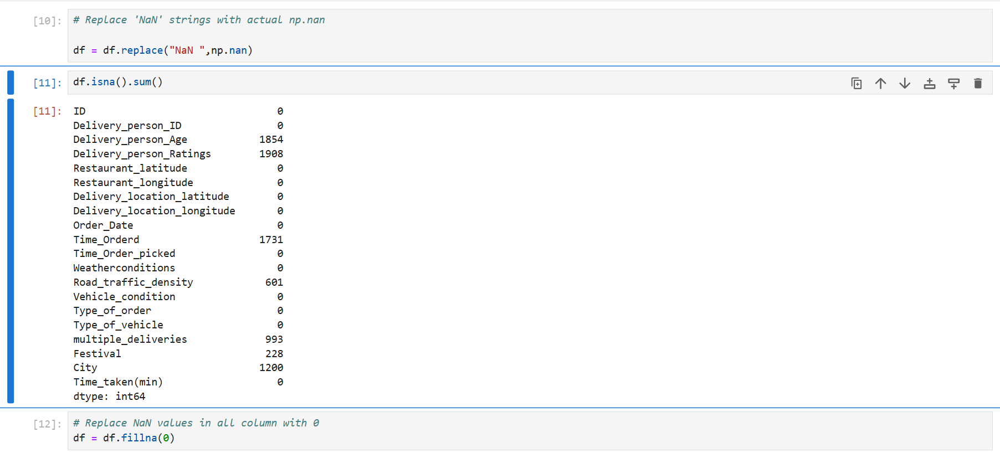 [10]: # Replace 'NaN' strings with actual np.nan
df = df.replace("NaN ",np.nan)
[11]: df.isna().sum()
[11]: ID 0
Delivery_person_ID 0
Delivery_person_Age 1854
Delivery_person_Ratings 1908
Restaurant_latitude 0
Restaurant_longitude 0
Delivery_location_latitude 0
Delivery_location_longitude 0
Order_Date 0
Time_Orderd 1731
Time_Order_picked 0
Weatherconditions 0
Road_traffic_density 601
Vehicle_condition 0
Type_of_order 0
Type_of_vehicle 0
multiple_deliveries 993
Festival 228
City 1200
Time_taken(min) 0
dtype: int64
[12]: # Replace NaN values in all column with 0
df = df.fillna(0)